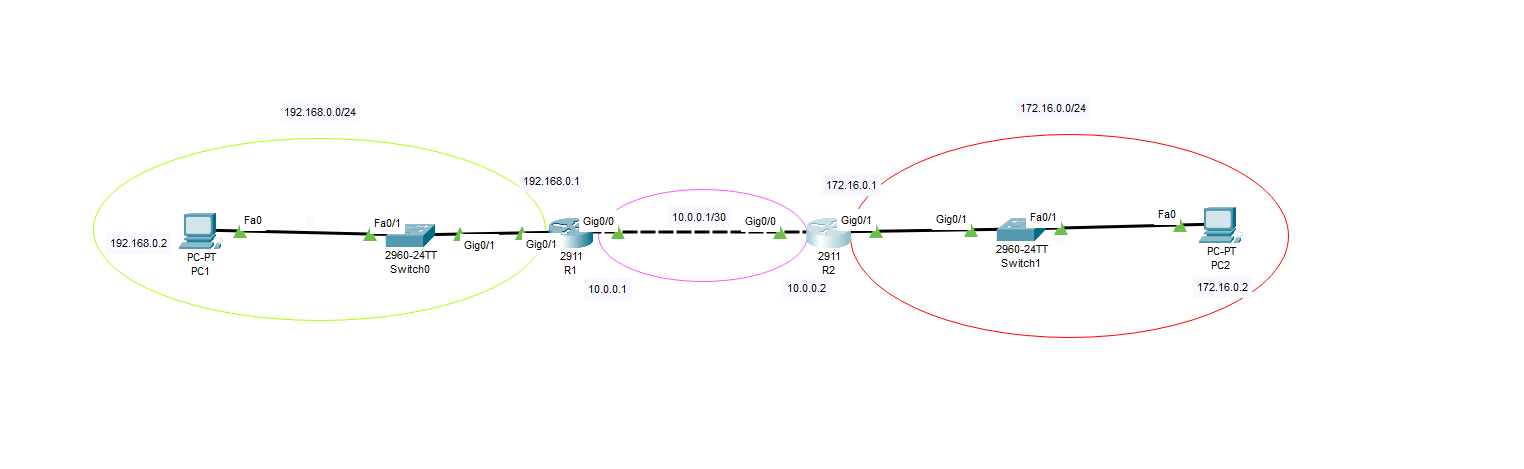 192.168.0.0/24
172.16.0.0/24
192.168.0.1
172.16.0.1
Fa0
Fa0/1
Gig0/0
10.0.0.1/30
Gig0/0
Gig0/1
Gig0/1
Fa0/1
Fa0
192.168.0.2
Gig0/1
Gig0/1
PC-PT
PC1
2960-24TT
Switch0
2911
R1
2911
R2
2960-24TT
Switch1
PC-PT
PC2
10.0.0.1
10.0.0.2
172.16.0.2